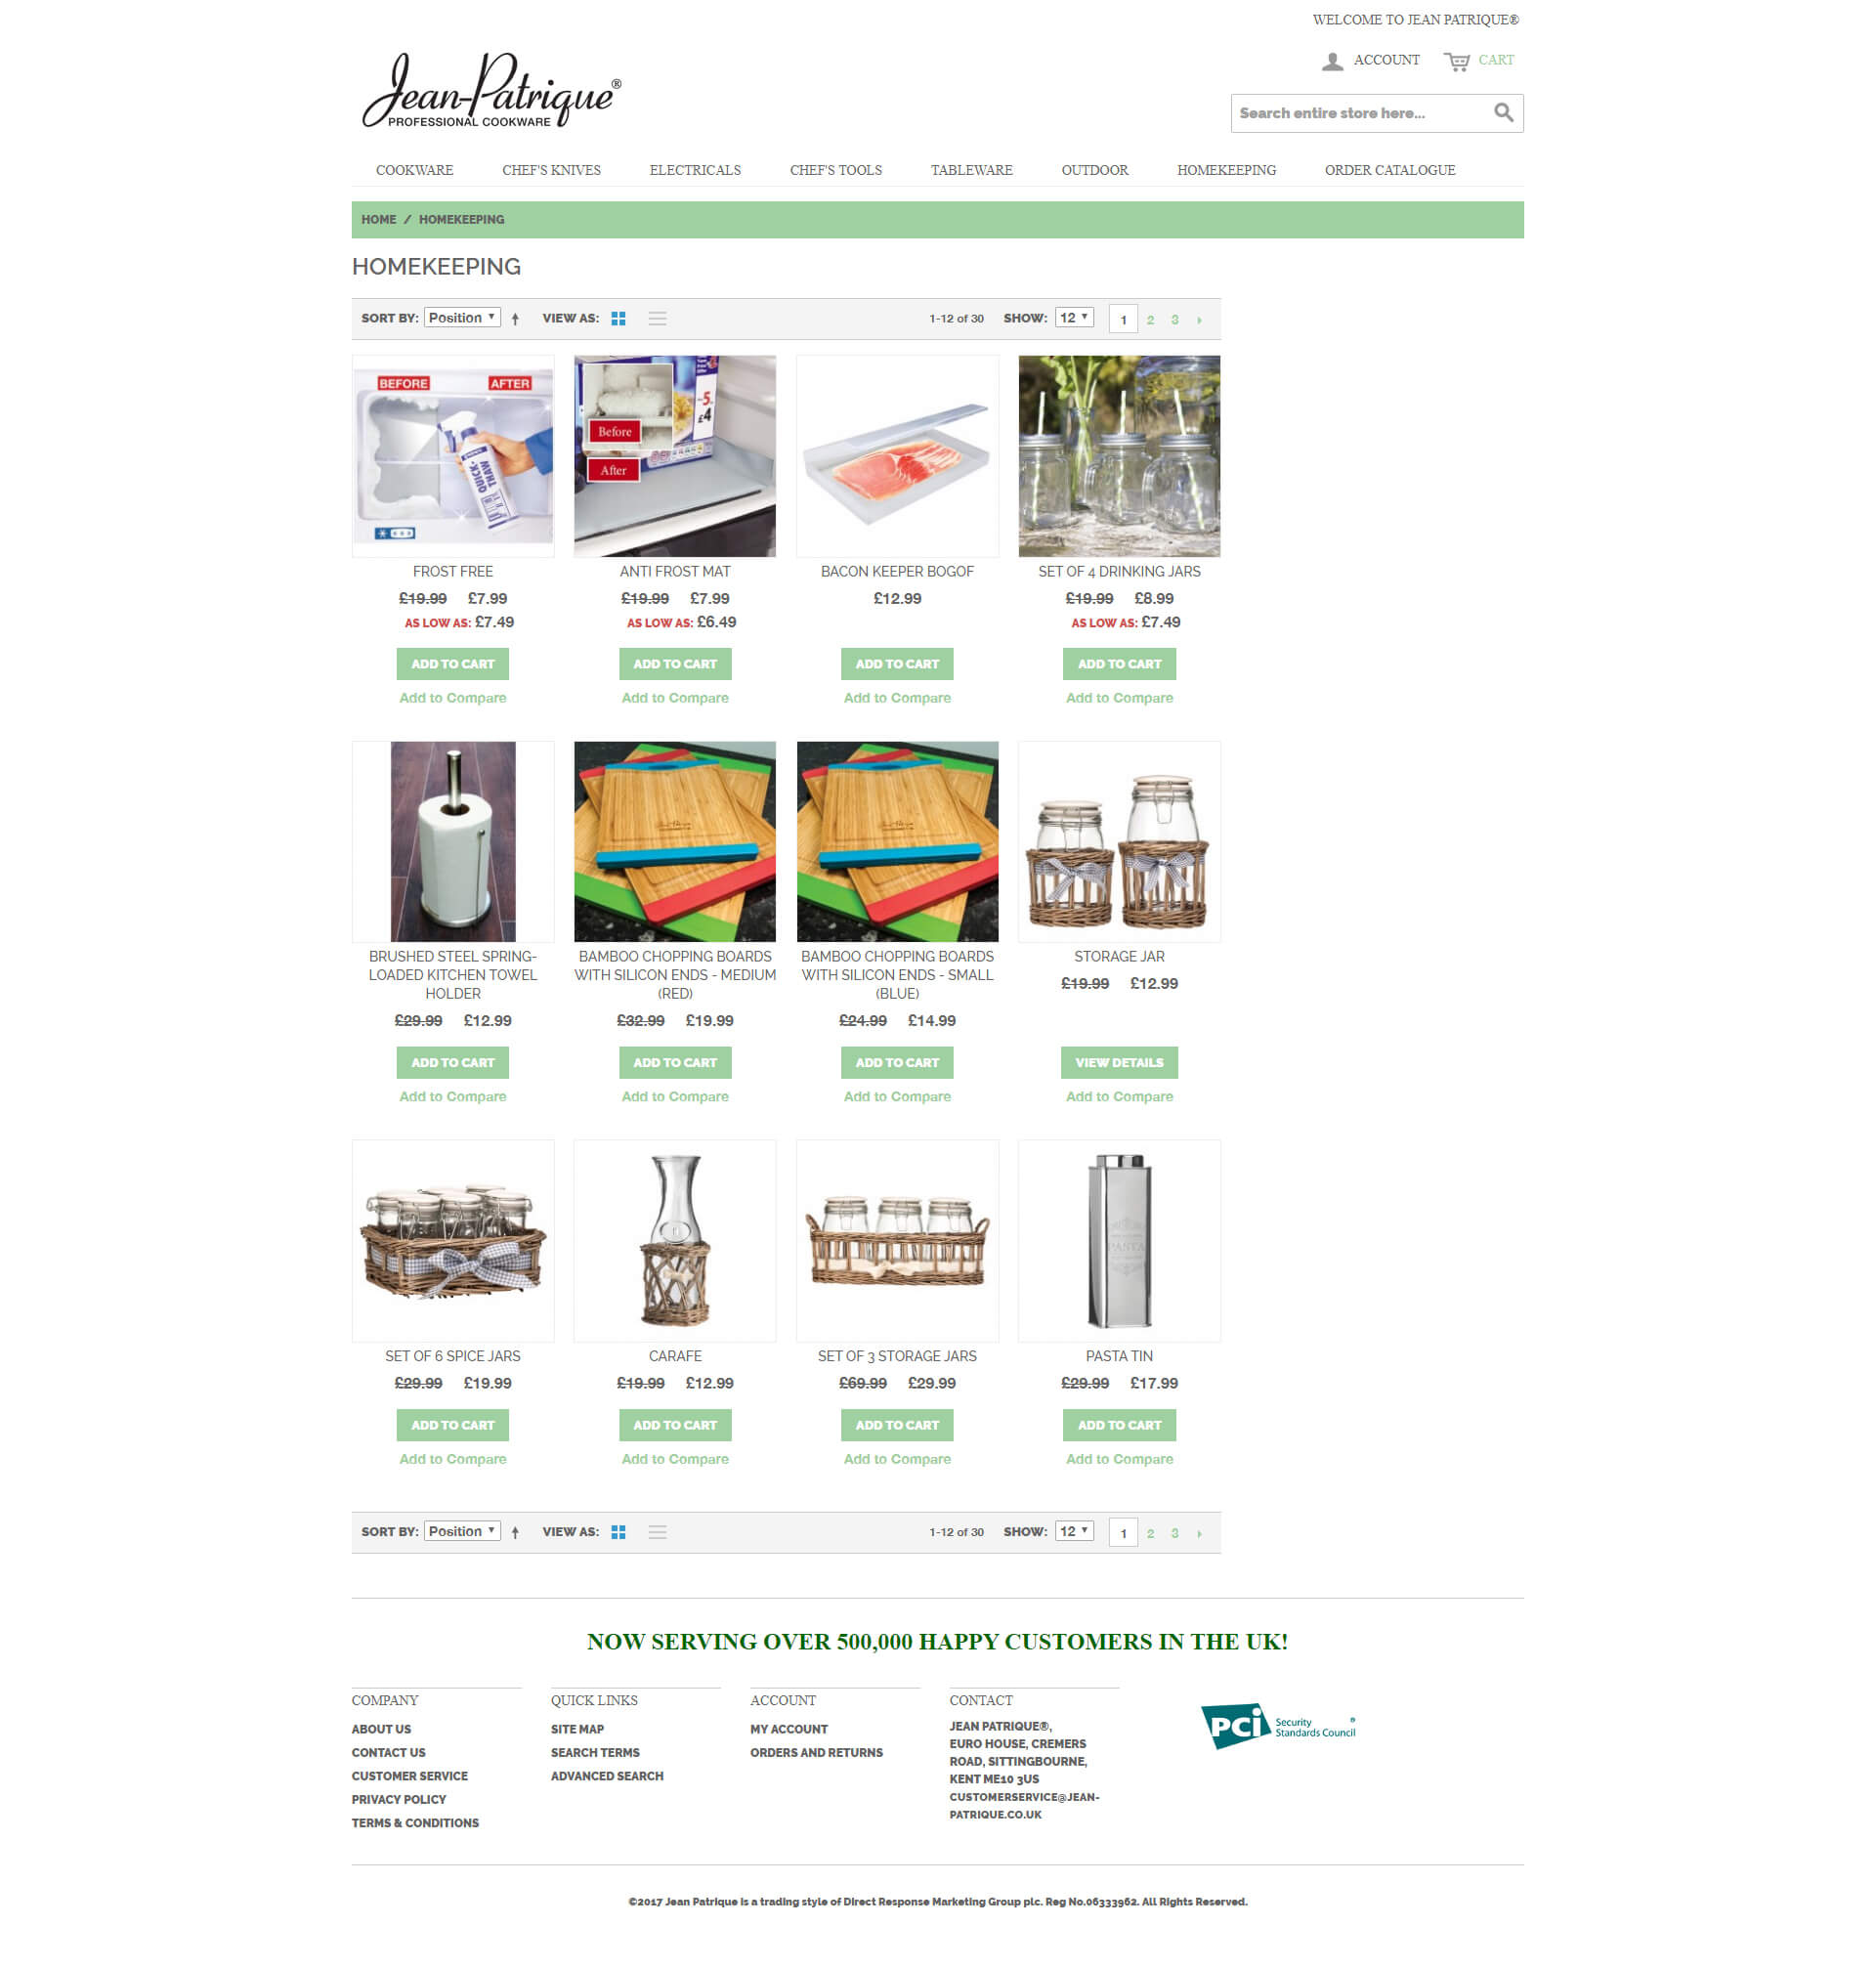 WELCOME TO JEAN PATRIQUE®
ACCOUNT CART
Jean-Patrique®
PROFESSIONAL COOKWARE
Search entire store here...
COOKWARE CHEF'S KNIVES ELECTRICALS CHEF'S TOOLS TABLEWARE OUTDOOR HOMEKEEPING ORDER CATALOGUE
HOME / HOMEKEEPING
HOMEKEEPING
SORT BY: Position VIEW AS: 1-12 of 30 SHOW: 12 1 2 3
BEFORE AFTER
QUICK-THAW
-5.
£4
Before
After
FROST FREE ANTI FROST MAT BACON KEEPER BOGOF SET OF 4 DRINKING JARS
£19.99 £7.99 £19.99 £7.99 £12.99 £19.99 £8.99
AS LOW AS: £7.49 AS LOW AS: £6.49 AS LOW AS: £7.49
ADD TO CART ADD TO CART ADD TO CART ADD TO CART
Add to Compare Add to Compare Add to Compare Add to Compare
Jean-Patrique Jean-Patrique
BRUSHED STEEL SPRING- BAMBOO CHOPPING BOARDS BAMBOO CHOPPING BOARDS STORAGE JAR
LOADED KITCHEN TOWEL WITH SILICON ENDS - MEDIUM WITH SILICON ENDS - SMALL £19.99 £12.99
HOLDER (RED) (BLUE)
£29.99 £12.99 £32.99 £19.99 £24.99 £14.99
ADD TO CART ADD TO CART ADD TO CART VIEW DETAILS
Add to Compare Add to Compare Add to Compare Add to Compare
PASTA
SET OF 6 SPICE JARS CARAFE SET OF 3 STORAGE JARS PASTA TIN
£29.99 £19.99 £19.99 £12.99 £69.99 £29.99 £29.99 £17.99
ADD TO CART ADD TO CART ADD TO CART ADD TO CART
Add to Compare Add to Compare Add to Compare Add to Compare
SORT BY: Position VIEW AS: 1-12 of 30 SHOW: 12 1 2 3
NOW SERVING OVER 500,000 HAPPY CUSTOMERS IN THE UK!
COMPANY
ABOUT US
CONTACT US
CUSTOMER SERVICE
PRIVACY POLICY
TERMS & CONDITIONS
QUICK LINKS
SITE MAP
SEARCH TERMS
ADVANCED SEARCH
ACCOUNT
MY ACCOUNT
ORDERS AND RETURNS
CONTACT
JEAN PATRIQUE®,
EURO HOUSE, CREMERS
ROAD, SITTINGBOURNE,
KENT ME10 3US
CUSTOMERSERVICE@JEAN-
PATRIQUE.CO.UK
PCi Security ®
Standards Council
©2017 Jean Patrique is a trading style of Direct Response Marketing Group plc. Reg No.06333962. All Rights Reserved.